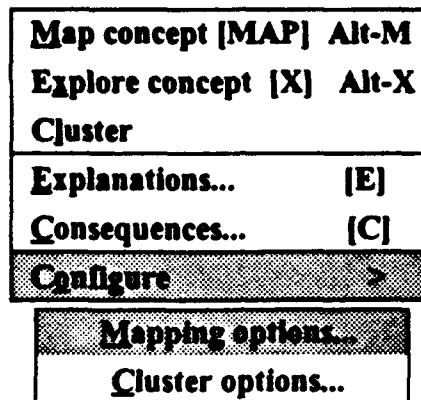 Map concept [MAP] Alt-M
Explore concept [X] Alt-X
Cluster
Explanations... [E]
Consequences... [C]
Configure >
Mapping options...
Cluster options...